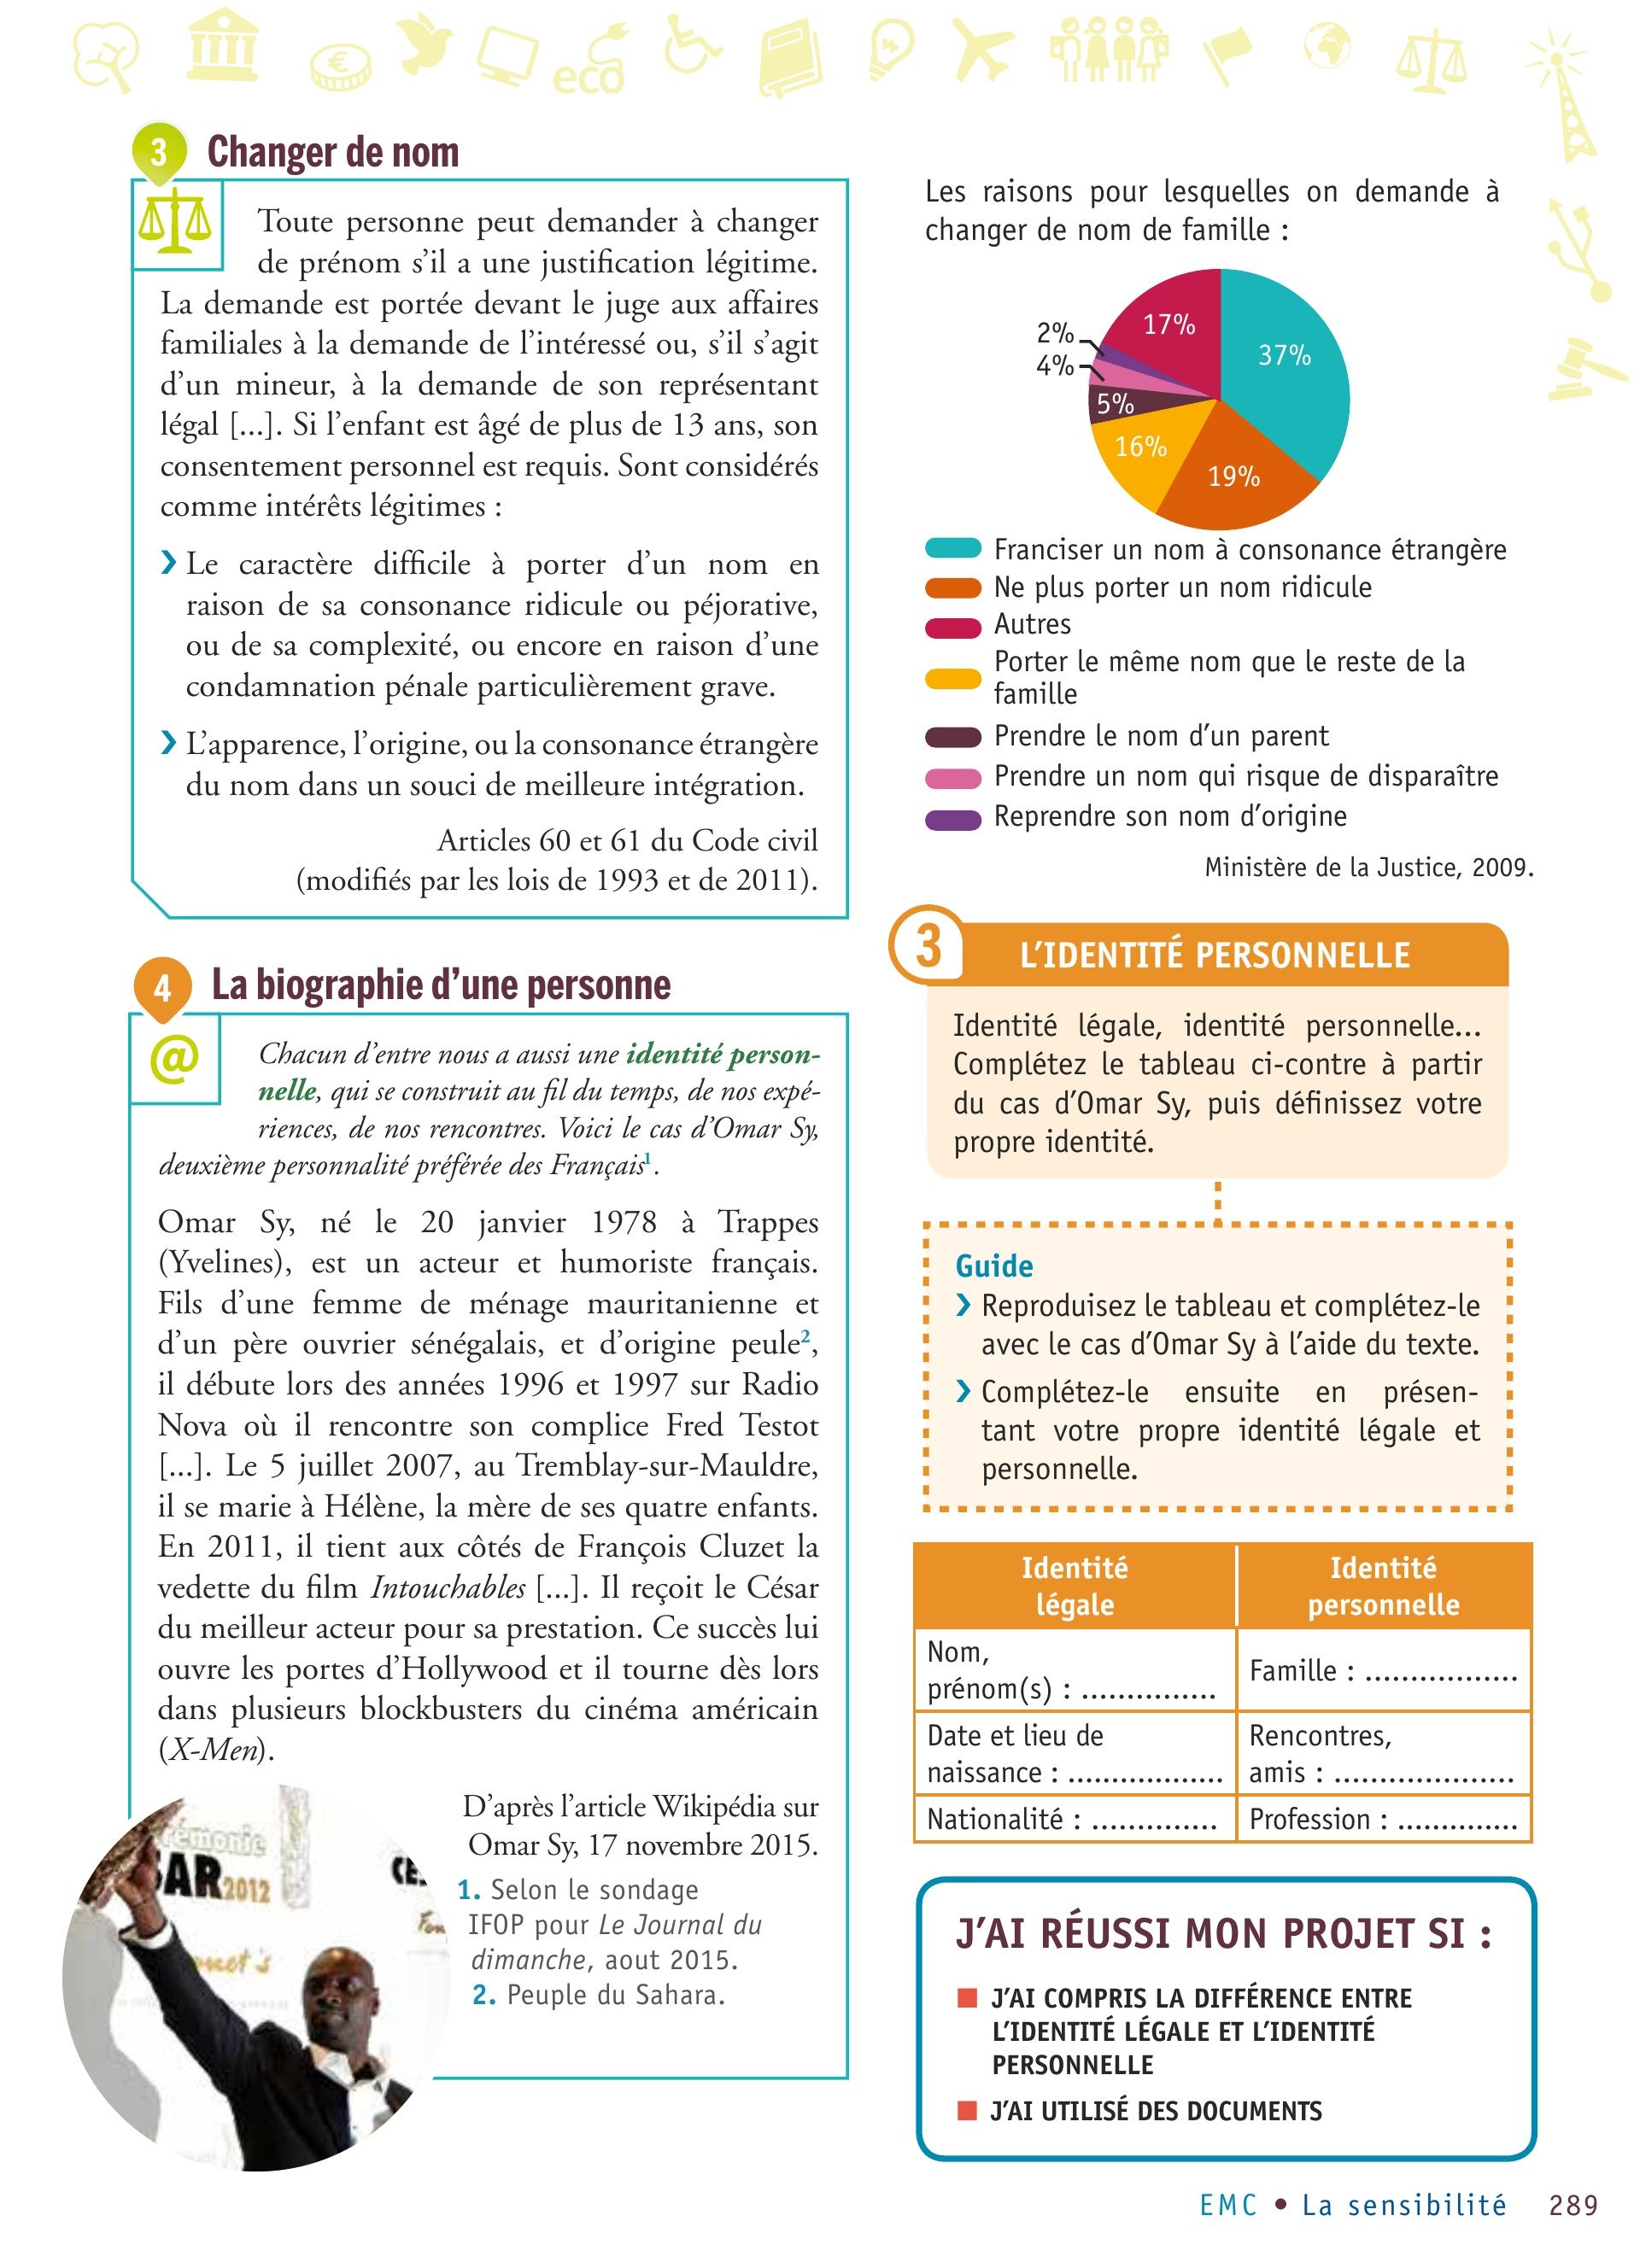 eco
3 Changer de nom
Toute personne peut demander à changer
de prénom s’il a une justification légitime.
La demande est portée devant le juge aux affaires
familiales à la demande de l’intéressé ou, s’il s’agit
d’un mineur, à la demande de son représentant
légal [...]. Si l’enfant est âgé de plus de 13 ans, son
consentement personnel est requis. Sont considérés
comme intérêts légitimes :
› Le caractère difficile à porter d’un nom en
raison de sa consonance ridicule ou péjorative,
ou de sa complexité, ou encore en raison d’une
condamnation pénale particulièrement grave.
› L’apparence, l’origine, ou la consonance étrangère
du nom dans un souci de meilleure intégration.
Articles 60 et 61 du Code civil
(modifiés par les lois de 1993 et de 2011).
4 La biographie d’une personne
@
Chacun d’entre nous a aussi une identité person-
nelle, qui se construit au fil du temps, de nos expé-
riences, de nos rencontres. Voici le cas d’Omar Sy,
deuxième personnalité préférée des Français1.
Omar Sy, né le 20 janvier 1978 à Trappes
(Yvelines), est un acteur et humoriste français.
Fils d’une femme de ménage mauritanienne et
d’un père ouvrier sénégalais, et d’origine peule2,
il débute lors des années 1996 et 1997 sur Radio
Nova où il rencontre son complice Fred Testot
[...]. Le 5 juillet 2007, au Tremblay-sur-Mauldre,
il se marie à Hélène, la mère de ses quatre enfants.
En 2011, il tient aux côtés de François Cluzet la
vedette du film Intouchables [...]. Il reçoit le César
du meilleur acteur pour sa prestation. Ce succès lui
ouvre les portes d’Hollywood et il tourne dès lors
dans plusieurs blockbusters du cinéma américain
(X-Men).
D’après l’article Wikipédia sur
Omar Sy, 17 novembre 2015.
1. Selon le sondage
IFOP pour Le Journal du
dimanche, aout 2015.
2. Peuple du Sahara.
émonie
SAR2012
CE
Les raisons pour lesquelles on demande à
changer de nom de famille :
37%
19%
16%
5%
4%
2%
17%
Franciser un nom à consonance étrangère
Ne plus porter un nom ridicule
Autres
Porter le même nom que le reste de la
famille
Prendre le nom d’un parent
Prendre un nom qui risque de disparaître
Reprendre son nom d’origine
Ministère de la Justice, 2009.
3 L’IDENTITÉ PERSONNELLE
Identité légale, identité personnelle...
Complétez le tableau ci-contre à partir
du cas d’Omar Sy, puis définissez votre
propre identité.
Guide
› Reproduisez le tableau et complétez-le
avec le cas d’Omar Sy à l’aide du texte.
› Complétez-le ensuite en présen-
tant votre propre identité légale et
personnelle.
Identité
légale
Identité
personnelle
Nom,
prénom(s) : ...............
Famille : .................
Date et lieu de
naissance : .................
Rencontres,
amis : ....................
Nationalité : ..............
Profession : .............
J’AI RÉUSSI MON PROJET SI :
■ J’AI COMPRIS LA DIFFÉRENCE ENTRE
L’IDENTITÉ LÉGALE ET L’IDENTITÉ
PERSONNELLE
■ J’AI UTILISÉ DES DOCUMENTS
EMC • La sensibilité 289